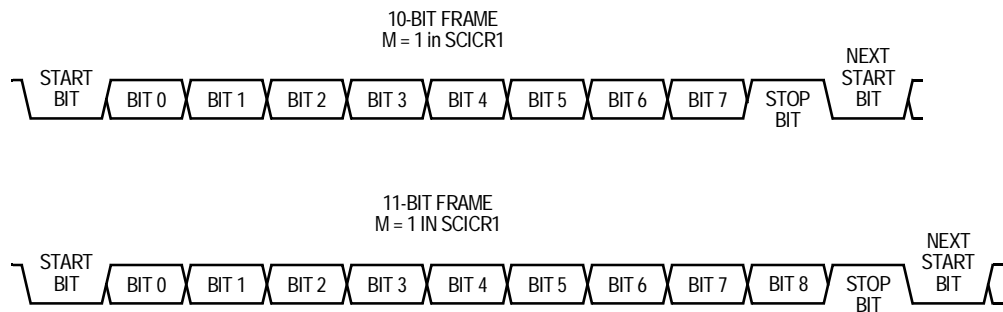 10-BIT FRAME
M = 1 in SCICR1
START
BIT
BIT 0
BIT 1
BIT 2
BIT 3
BIT 4
BIT 5
BIT 6
BIT 7
STOP
BIT
NEXT
START
BIT
11-BIT FRAME
M = 1 IN SCICR1
START
BIT
BIT 0
BIT 1
BIT 2
BIT 3
BIT 4
BIT 5
BIT 6
BIT 7
BIT 8
STOP
BIT
NEXT
START
BIT